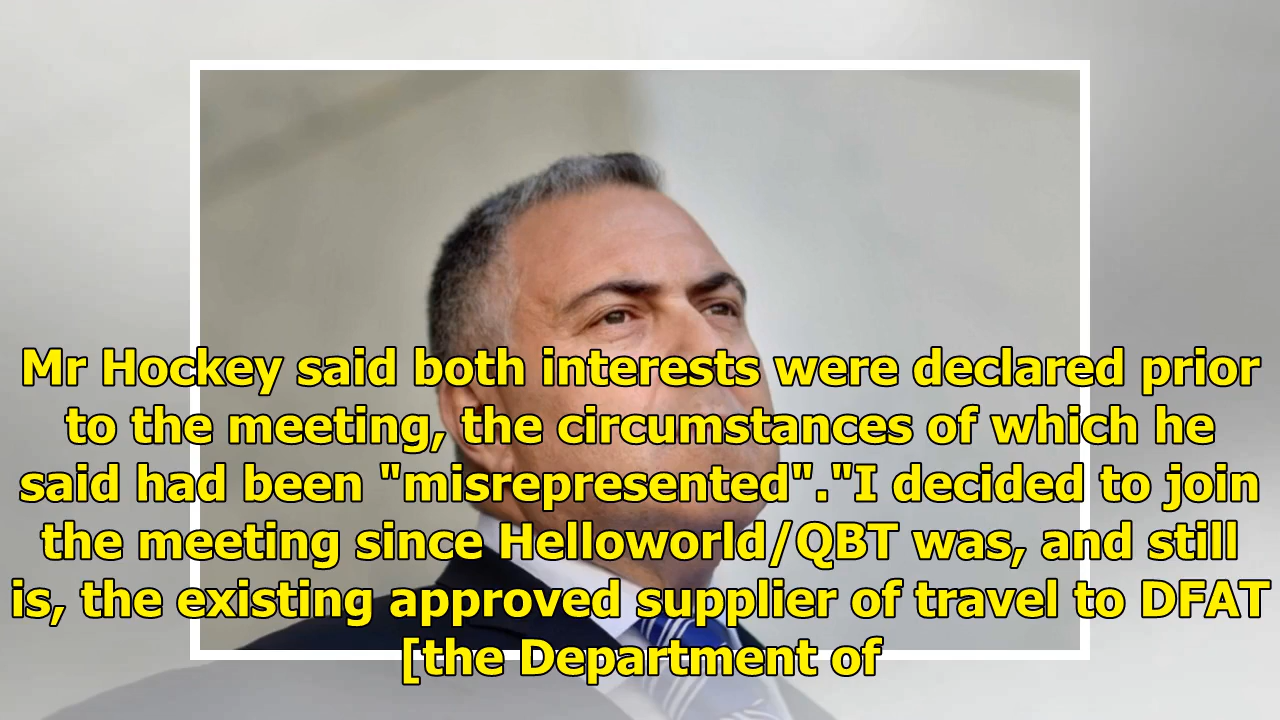 Mr Hockey said both interests were declared prior
to the meeting, the circumstances of which he
said had been "misrepresented"."I decided to join
the meeting since Helloworld/QBT was, and still
is, the existing approved supplier of travel to DFAT
[the Department of